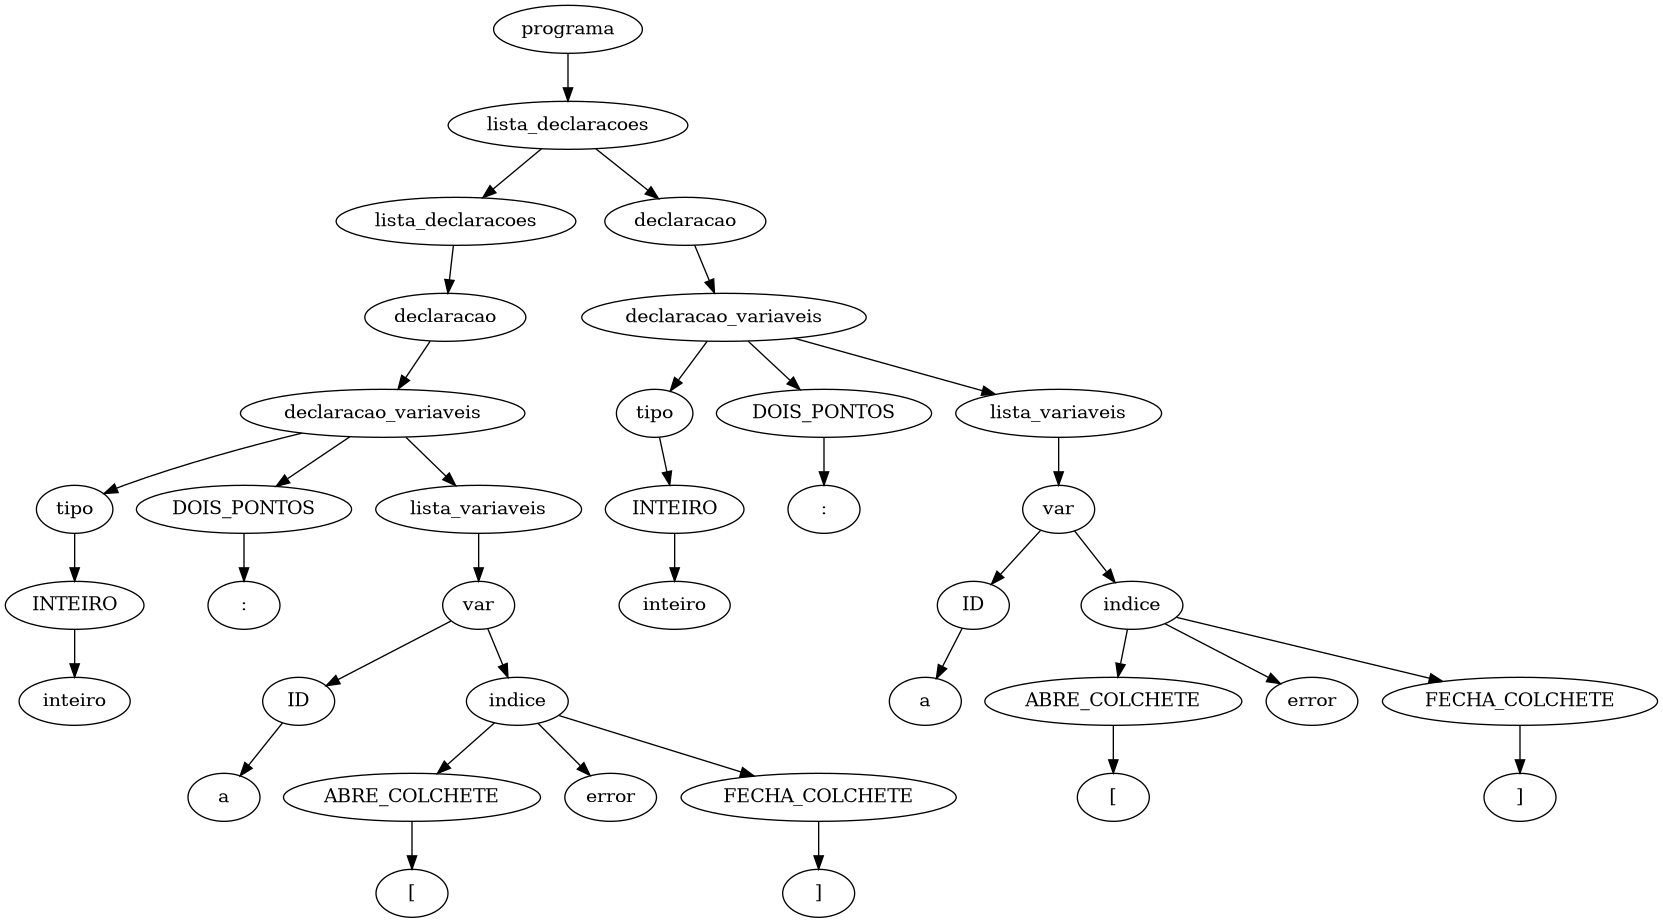 programa
lista_declaracoes
lista_declaracoes declaracao
declaracao declaracao_variaveis
declaracao_variaveis tipo DOIS_PONTOS lista_variaveis
tipo DOIS_PONTOS lista_variaveis INTEIRO : var
INTEIRO : var inteiro ID indice
inteiro ID indice a ABRE_COLCHETE error FECHA_COLCHETE
a ABRE_COLCHETE error FECHA_COLCHETE [ ]
[ ]